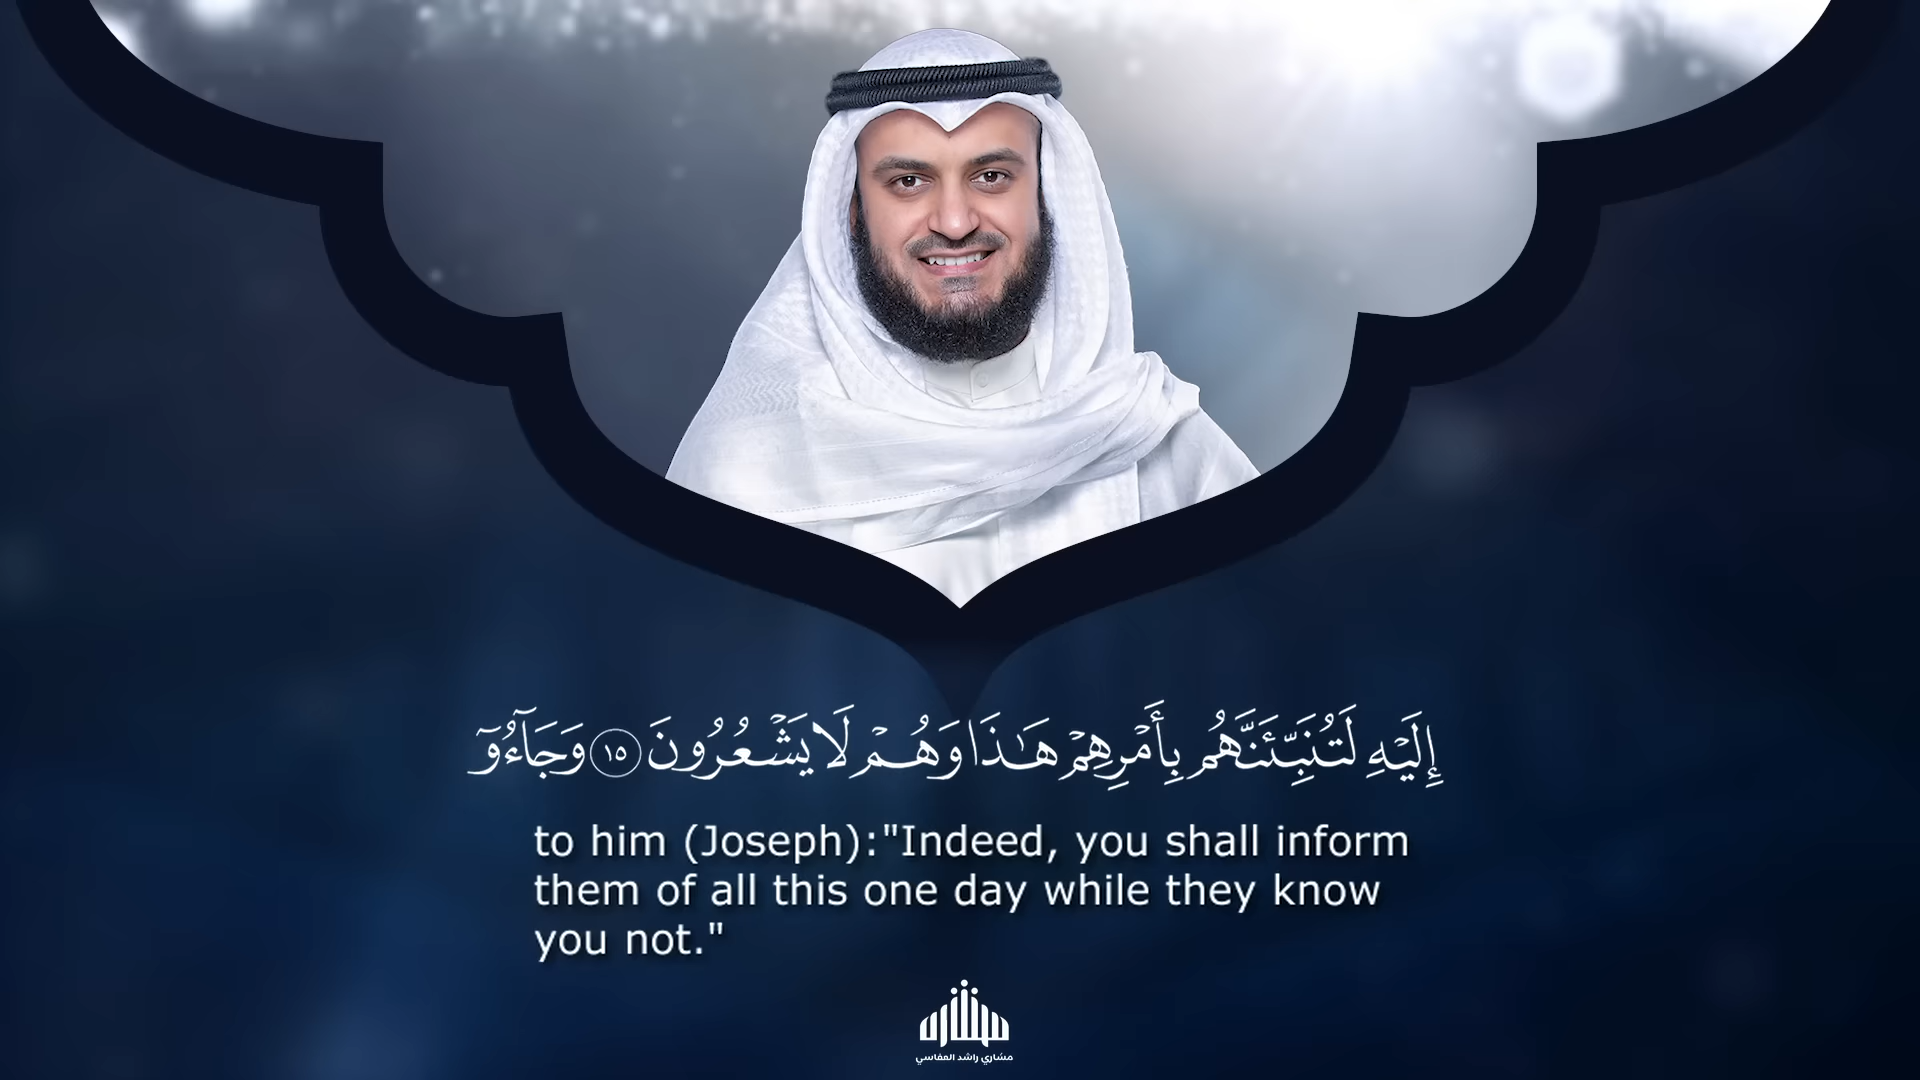 إِلَيْهِ لَتُنَبِّئَنَّهُم بِأَمْرِهِمْ هَٰذَا وَهُمْ لَا يَشْعُرُونَ ١٥ وَجَآءُوٓ
to him (Joseph):"Indeed, you shall inform
them of all this one day while they know
you not."
مشاري راشد العفاسي